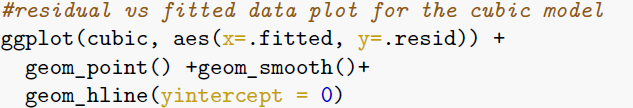 #residual vs fitted data plot for the cubic model
ggplot(cubic, aes(x=.fitted, y=.resid)) +
  geom_point() +geom_smooth()+
  geom_hline(yintercept = 0)